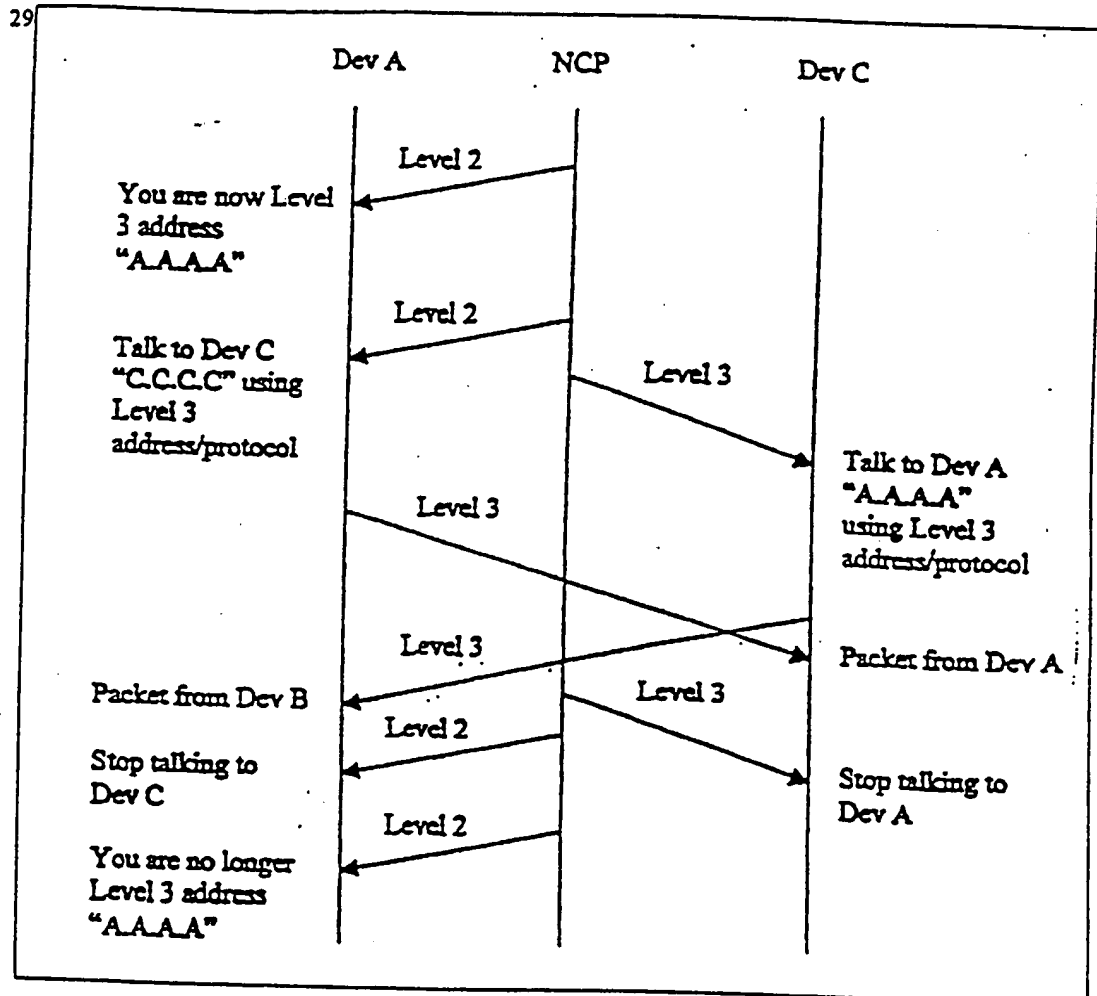 29
Dev A
NCP
Dev C
Level 2
You are now Level
3 address
“A.A.A.A”
Level 2
Talk to Dev C
“C.C.C.C” using
Level 3
address/protocol
Level 3
Talk to Dev A
“A.A.A.A”
using Level 3
address/protocol
Level 3
Level 3
Packet from Dev A
Packet from Dev B
Level 3
Level 2
Stop talking to
Dev C
Stop talking to
Dev A
Level 2
You are no longer
Level 3 address
“A.A.A.A”